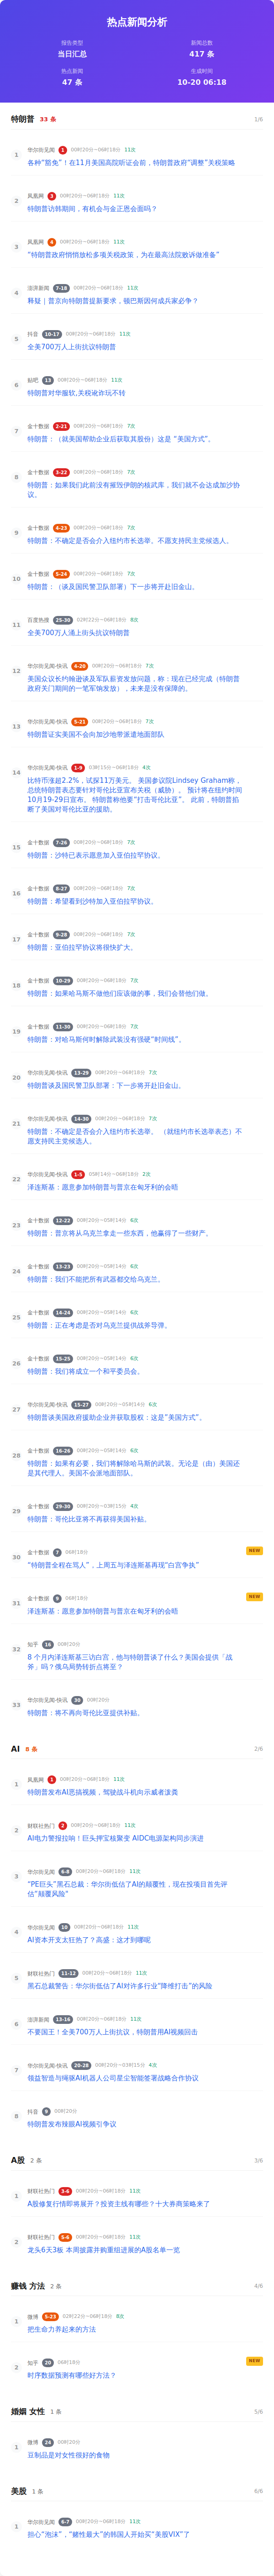 热点新闻分析
报告类型
当日汇总
新闻总数
417 条
热点新闻
47 条
生成时间
10-20 06:18
特朗普 33 条 1/6
1 华尔街见闻 1 00时20分~06时18分 11次
各种“豁免”！在11月美国高院听证会前，特朗普政府“调整”关税策略
2 凤凰网 3 00时20分~06时18分 11次
特朗普访韩期间，有机会与金正恩会面吗？
3 凤凰网 4 00时20分~06时18分 11次
“特朗普政府悄悄放松多项关税政策，为在最高法院败诉做准备”
4 澎湃新闻 7-18 00时20分~06时18分 11次
释疑｜普京向特朗普提新要求，顿巴斯因何成兵家必争？
5 抖音 10-17 00时20分~06时18分 11次
全美700万人上街抗议特朗普
6 贴吧 13 00时20分~06时18分 11次
特朗普对华服软,关税讹诈玩不转
7 金十数据 2-21 00时20分~06时18分 7次
特朗普：（就美国帮助企业后获取其股份）这是 “美国方式”。
8 金十数据 3-22 00时20分~06时18分 7次
特朗普：如果我们此前没有摧毁伊朗的核武库，我们就不会达成加沙协
议。
9 金十数据 4-23 00时20分~06时18分 7次
特朗普：不确定是否会介入纽约市长选举。不愿支持民主党候选人。
10 金十数据 5-24 00时20分~06时18分 7次
特朗普：（谈及国民警卫队部署）下一步将开赴旧金山。
11 百度热搜 25-30 02时22分~06时18分 8次
全美700万人涌上街头抗议特朗普
12 华尔街见闻-快讯 4-20 00时20分~06时18分 7次
美国众议长约翰逊谈及军队薪资发放问题，称：现在已经完成（特朗普
政府关门期间的一笔军饷发放），未来是没有保障的。
13 华尔街见闻-快讯 5-21 00时20分~06时18分 7次
特朗普证实美国不会向加沙地带派遣地面部队
14 华尔街见闻-快讯 1-9 03时15分~06时18分 4次
比特币涨超2.2%，试探11万美元。 美国参议院Lindsey Graham称，
总统特朗普表态要针对哥伦比亚宣布关税（威胁）。 预计将在纽约时间
10月19-29日宣布。 特朗普称他要“打击哥伦比亚”。 此前，特朗普掐
断了美国对哥伦比亚的援助。
15 金十数据 7-26 00时20分~06时18分 7次
特朗普：沙特已表示愿意加入亚伯拉罕协议。
16 金十数据 8-27 00时20分~06时18分 7次
特朗普：希望看到沙特加入亚伯拉罕协议。
17 金十数据 9-28 00时20分~06时18分 7次
特朗普：亚伯拉罕协议将很快扩大。
18 金十数据 10-29 00时20分~06时18分 7次
特朗普：如果哈马斯不做他们应该做的事，我们会替他们做。
19 金十数据 11-30 00时20分~06时18分 7次
特朗普：对哈马斯何时解除武装没有强硬“时间线”。
20 华尔街见闻-快讯 13-29 00时20分~06时18分 7次
特朗普谈及国民警卫队部署：下一步将开赴旧金山。
21 华尔街见闻-快讯 14-30 00时20分~06时18分 7次
特朗普：不确定是否会介入纽约市长选举。 （就纽约市长选举表态）不
愿支持民主党候选人。
22 华尔街见闻-快讯 1-5 05时14分~06时18分 2次
泽连斯基：愿意参加特朗普与普京在匈牙利的会晤
23 金十数据 12-22 00时20分~05时14分 6次
特朗普：普京将从乌克兰拿走一些东西，他赢得了一些财产。
24 金十数据 13-23 00时20分~05时14分 6次
特朗普：我们不能把所有武器都交给乌克兰。
25 金十数据 14-24 00时20分~05时14分 6次
特朗普：正在考虑是否对乌克兰提供战斧导弹。
26 金十数据 15-25 00时20分~05时14分 6次
特朗普：我们将成立一个和平委员会。
27 华尔街见闻-快讯 15-27 00时20分~05时14分 6次
特朗普谈美国政府援助企业并获取股权：这是“美国方式”。
28 金十数据 16-26 00时20分~05时14分 6次
特朗普：如果有必要，我们将解除哈马斯的武装。无论是（由）美国还
是其代理人。美国不会派地面部队。
29 金十数据 29-30 00时20分~03时15分 4次
特朗普：哥伦比亚将不再获得美国补贴。
30 金十数据 7 06时18分 NEW
“特朗普全程在骂人”，上周五与泽连斯基再现“白宫争执”
31 金十数据 9 06时18分 NEW
泽连斯基：愿意参加特朗普与普京在匈牙利的会晤
32 知乎 16 00时20分
8 个月内泽连斯基三访白宫，他与特朗普谈了什么？美国会提供「战
斧」吗？俄乌局势转折点将至？
33 华尔街见闻-快讯 30 00时20分
特朗普：将不再向哥伦比亚提供补贴。
AI 8 条 2/6
1 凤凰网 1 00时20分~06时18分 11次
特朗普发布AI恶搞视频，驾驶战斗机向示威者泼粪
2 财联社热门 2 00时20分~06时18分 11次
AI电力警报拉响！巨头押宝核聚变 AIDC电源架构同步演进
3 华尔街见闻 6-8 00时20分~06时18分 11次
“PE巨头”黑石总裁：华尔街低估了AI的颠覆性，现在投项目首先评
估“颠覆风险”
4 华尔街见闻 10 00时20分~06时18分 11次
AI资本开支太狂热了？高盛：这才到哪呢
5 财联社热门 11-12 00时20分~06时18分 11次
黑石总裁警告：华尔街低估了AI对许多行业“降维打击”的风险
6 澎湃新闻 13-16 00时20分~06时18分 11次
不要国王！全美700万人上街抗议，特朗普用AI视频回击
7 华尔街见闻-快讯 20-28 00时20分~03时15分 4次
领益智造与绳驱AI机器人公司星尘智能签署战略合作协议
8 抖音 9 00时20分
特朗普发布辣眼AI视频引争议
A股 2 条 3/6
1 财联社热门 3-6 00时20分~06时18分 11次
A股修复行情即将展开？投资主线有哪些？十大券商策略来了
2 财联社热门 5-6 00时20分~06时18分 11次
龙头6天3板 本周披露并购重组进展的A股名单一览
赚钱 方法 2 条 4/6
1 微博 5-23 02时22分~06时18分 8次
把生命力养起来的方法
2 知乎 20 06时18分 NEW
时序数据预测有哪些好方法？
婚姻 女性 1 条 5/6
1 微博 24 00时20分
豆制品是对女性很好的食物
美股 1 条 6/6
1 华尔街见闻 6-7 00时20分~06时18分 11次
担心“泡沫”，“赌性最大”的韩国人开始买“美股VIX”了